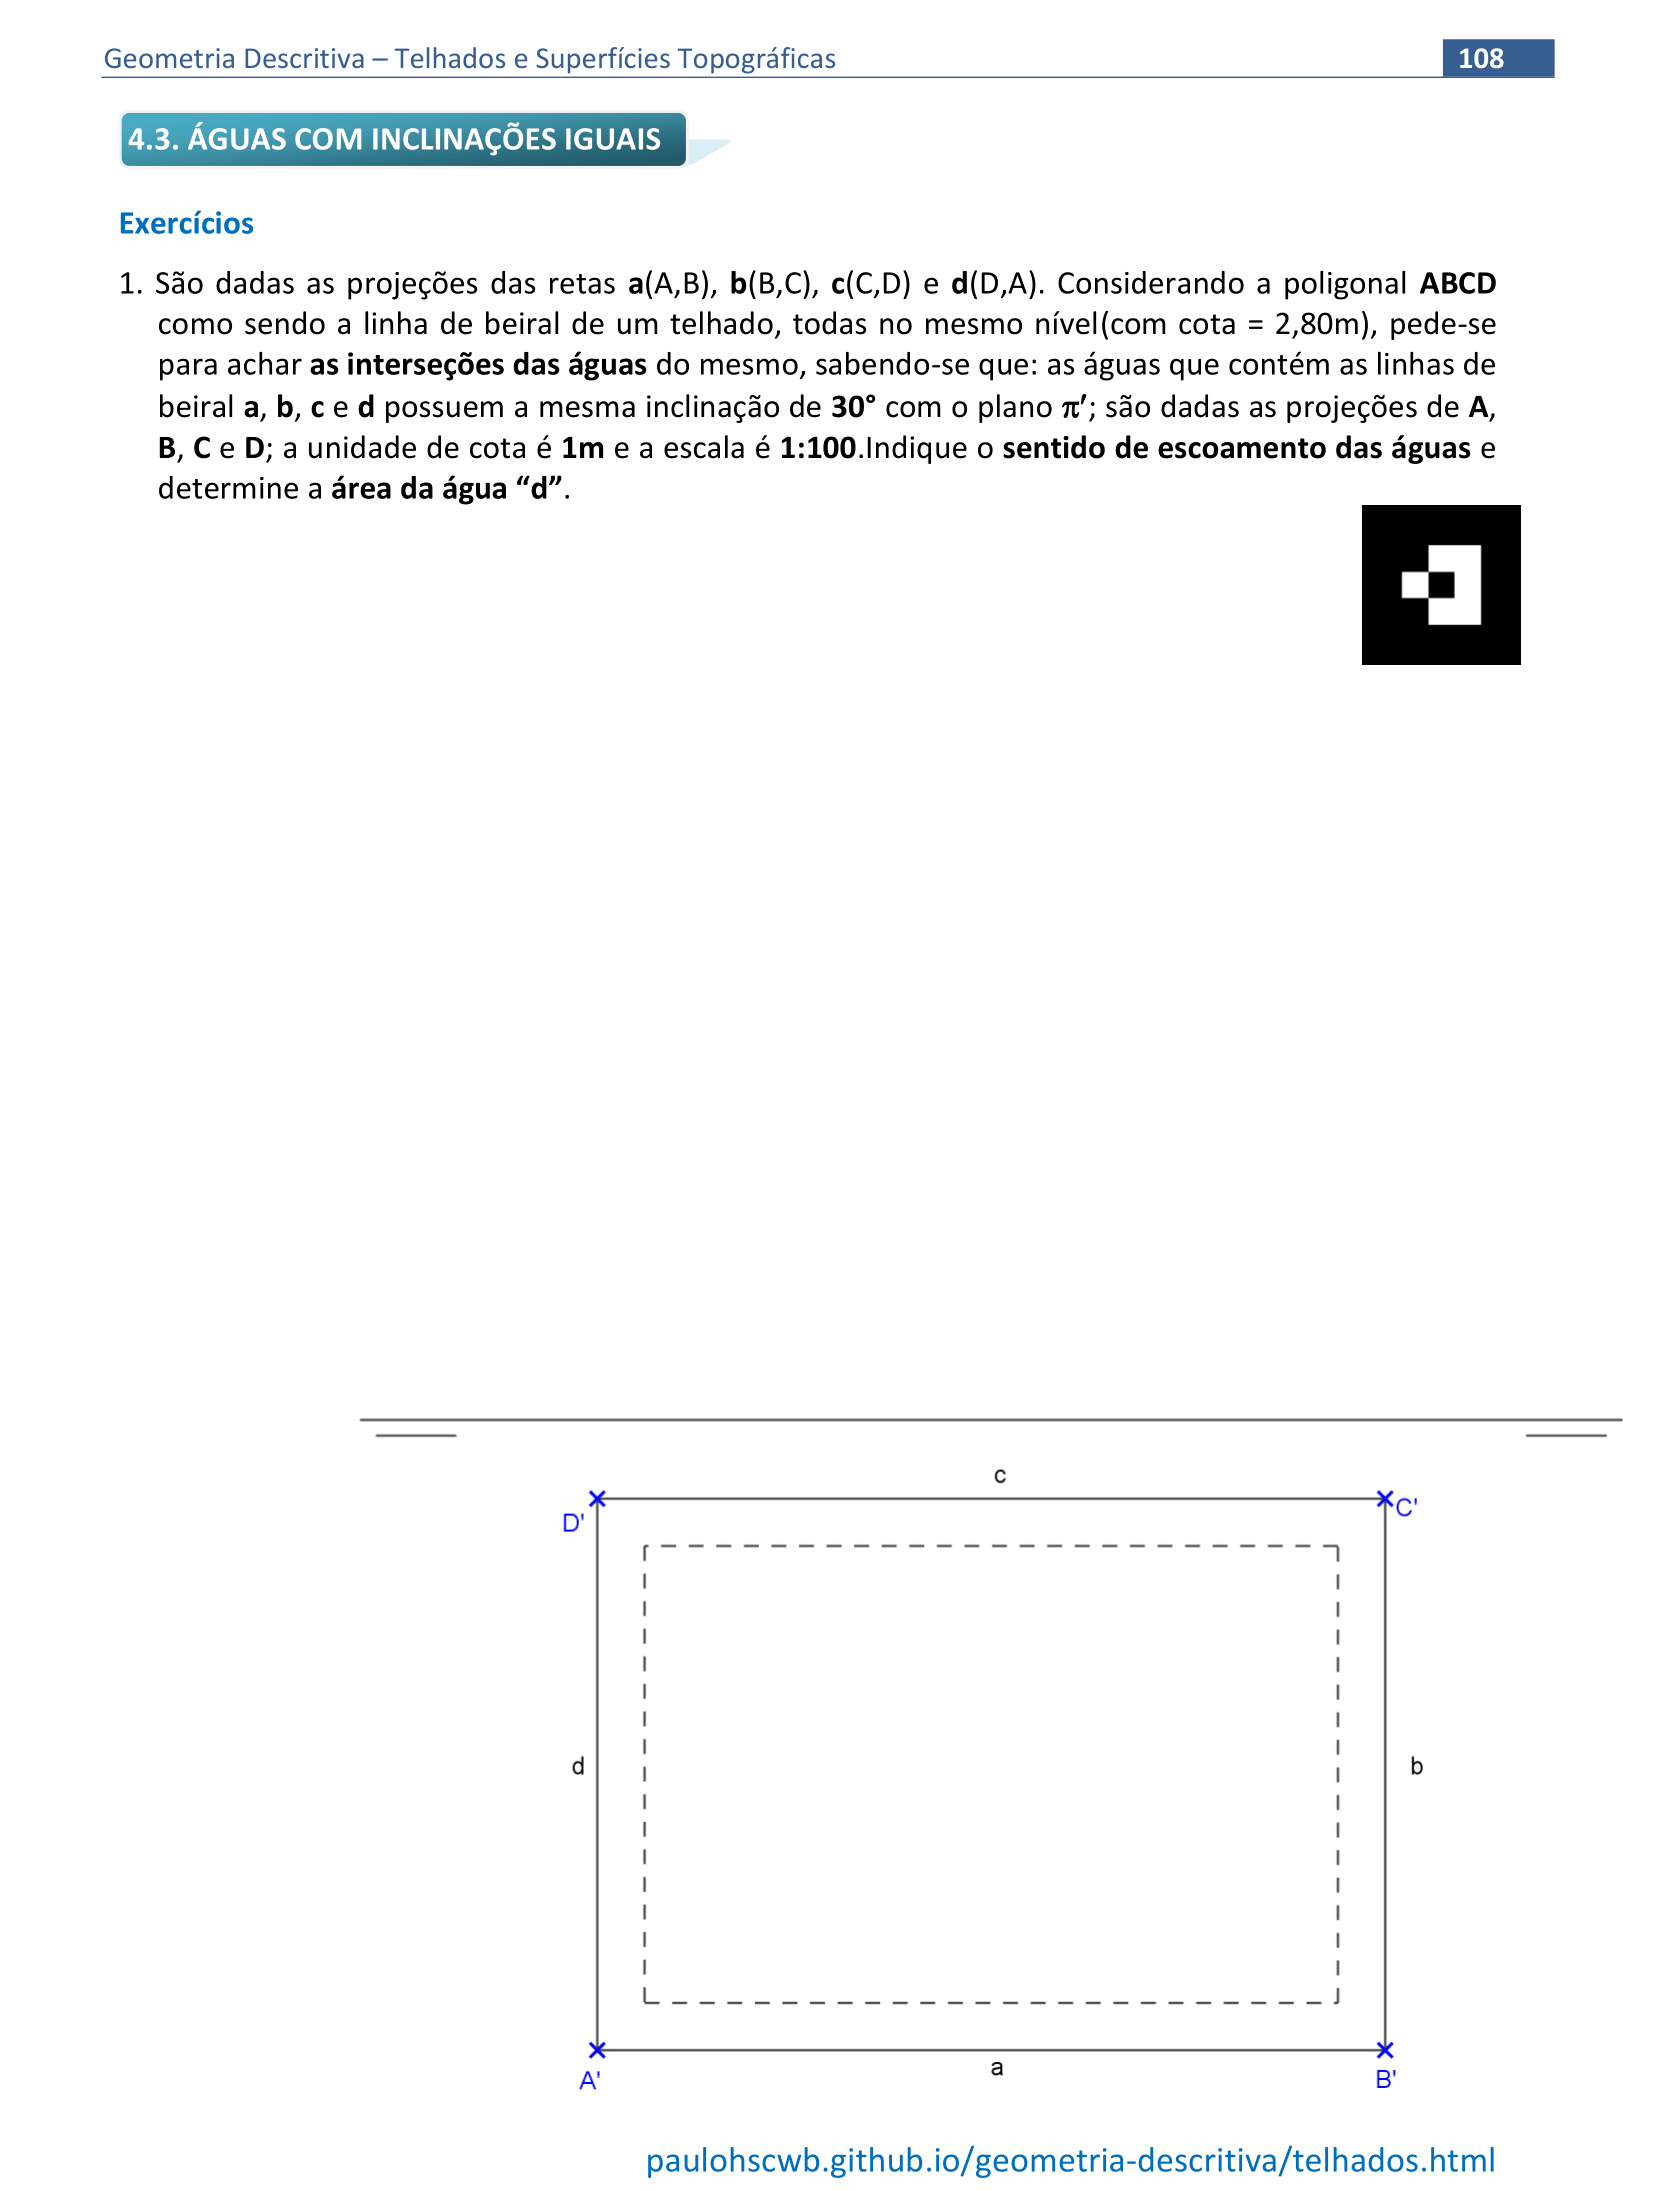 Geometria Descritiva – Telhados e Superfícies Topográficas
108
4.3. ÁGUAS COM INCLINAÇÕES IGUAIS
Exercícios
1. São dadas as projeções das retas a(A,B), b(B,C), c(C,D) e d(D,A). Considerando a poligonal ABCD
como sendo a linha de beiral de um telhado, todas no mesmo nível(com cota = 2,80m), pede-se
para achar as interseções das águas do mesmo, sabendo-se que: as águas que contém as linhas de
beiral a, b, c e d possuem a mesma inclinação de 30° com o plano π′; são dadas as projeções de A,
B, C e D; a unidade de cota é 1m e a escala é 1:100.Indique o sentido de escoamento das águas e
determine a área da água “d”.
c
D'
C'
d
b
a
A'
B'
paulohscwb.github.io/geometria-descritiva/telhados.html